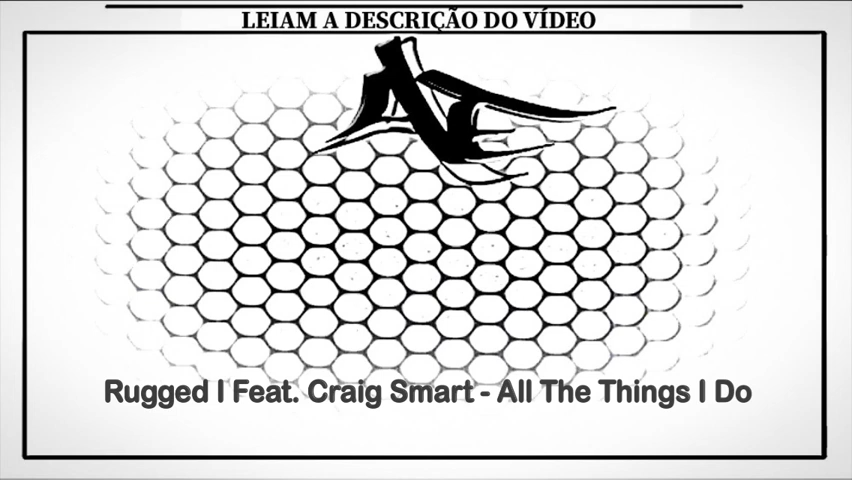 LEIAM A DESCRIÇÃO DO VÍDEO
Rugged I Feat. Craig Smart - All The Things I Do